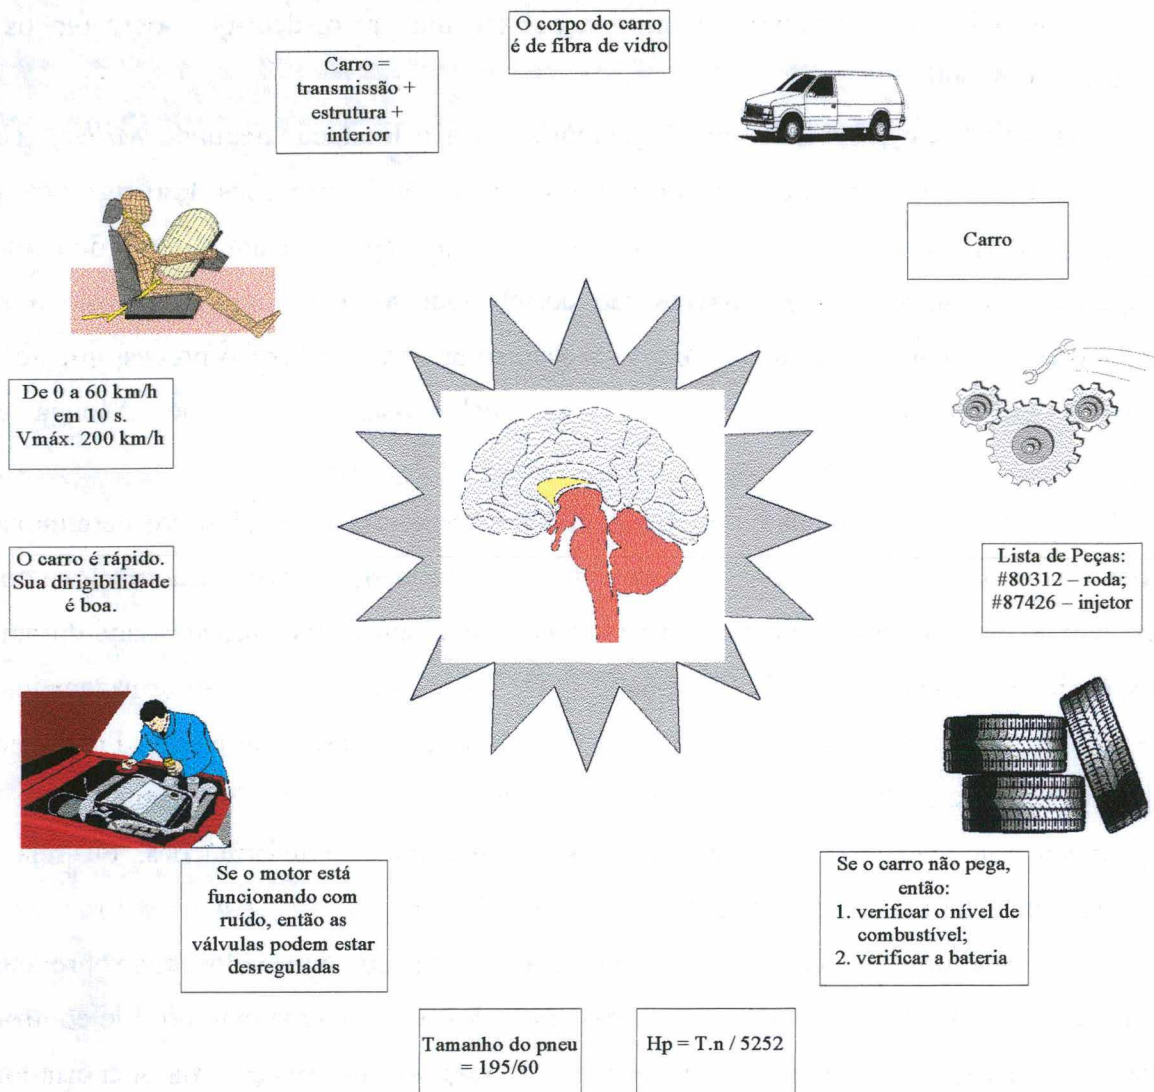 O corpo do carro
é de fibra de vidro
Carro =
transmissão +
estrutura +
interior
Carro
De 0 a 60 km/h
em 10 s.
Vmáx. 200 km/h
O carro é rápido.
Sua dirigibilidade
é boa.
Lista de Peças:
#80312 – roda;
#87426 – injetor
Se o motor está
funcionando com
ruído, então as
válvulas podem estar
desreguladas
Se o carro não pega,
então:
1. verificar o nível de
combustível;
2. verificar a bateria
Tamanho do pneu
= 195/60
Hp = T.n / 5252